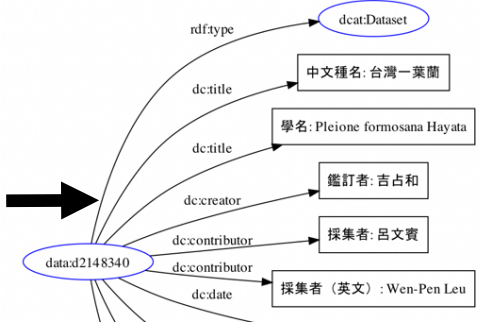 rdf:type
dcat:Dataset
dc:title
中文種名: 台灣一葉蘭
dc:title
學名: Pleione formosana Hayata
dc:creator
鑑訂者: 吉占和
dc:contributor
採集者: 呂文賓
data:d2148340
dc:contributor
採集者（英文）: Wen-Pen Leu
dc:date